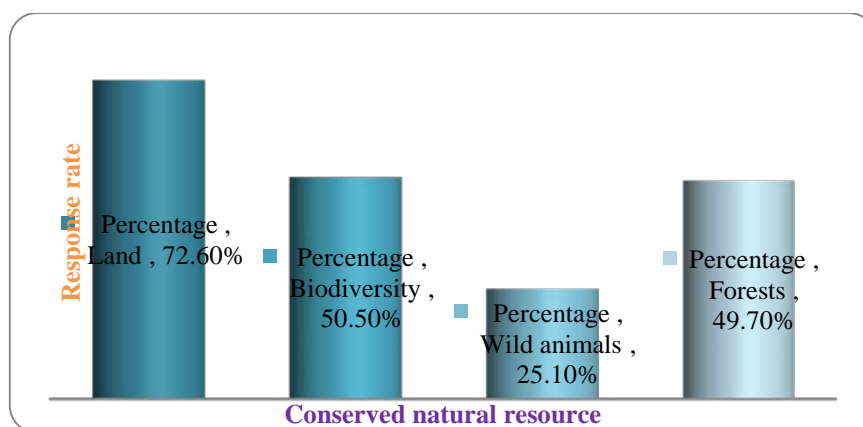 Response rate
Percentage ,
Land , 72.60%
Percentage ,
Biodiversity ,
50.50%
Percentage ,
Wild animals ,
25.10%
Percentage ,
Forests ,
49.70%
Conserved natural resource